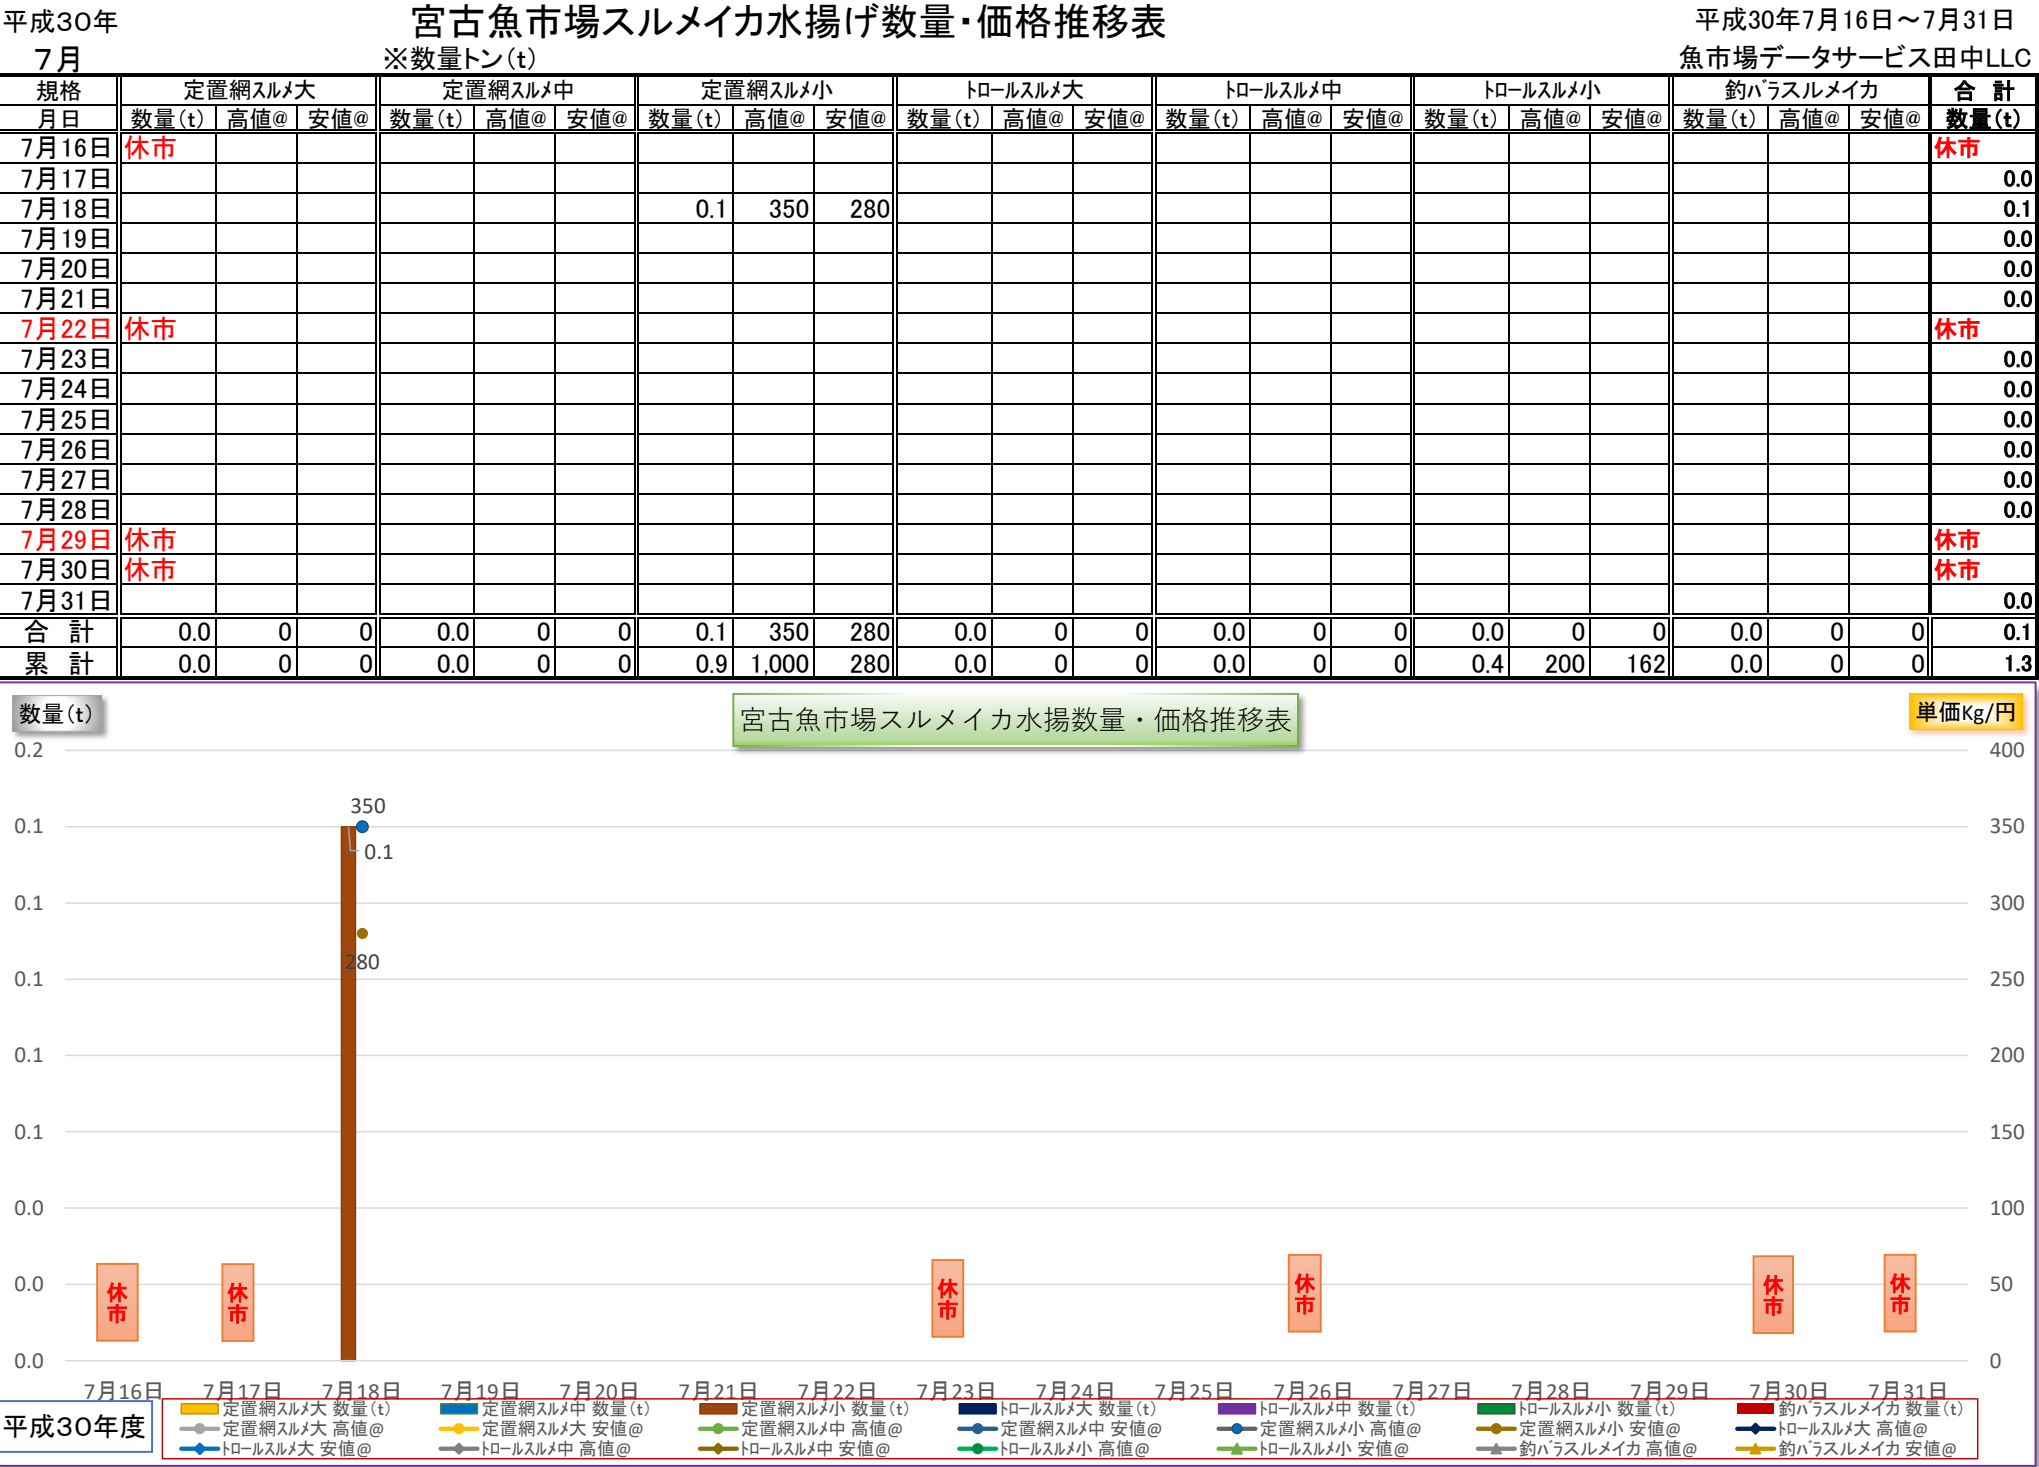 平成30年
宮古魚市場スルメイカ水揚げ数量・価格推移表
平成30年7月16日～7月31日
7月
※数量トン(t)
魚市場データサービス田中LLC
規格 定置網スルメ大 定置網スルメ中 定置網スルメ小 トロールスルメ大 トロールスルメ中 トロールスルメ小 釣バラスルメイカ 合 計
月日 数量(t) 高値@ 安値@ 数量(t) 高値@ 安値@ 数量(t) 高値@ 安値@ 数量(t) 高値@ 安値@ 数量(t) 高値@ 安値@ 数量(t) 高値@ 安値@ 数量(t) 高値@ 安値@ 数量(t)
7月16日 休市 休市
7月17日 0.0
7月18日 0.1 350 280 0.1
7月19日 0.0
7月20日 0.0
7月21日 0.0
7月22日 休市 休市
7月23日 0.0
7月24日 0.0
7月25日 0.0
7月26日 0.0
7月27日 0.0
7月28日 0.0
7月29日 休市 休市
7月30日 休市 休市
7月31日 0.0
合 計 0.0 0 0 0.0 0 0 0.1 350 280 0.0 0 0 0.0 0 0 0.0 0 0 0.0 0 0 0.1
累 計 0.0 0 0 0.0 0 0 0.9 1,000 280 0.0 0 0 0.0 0 0 0.4 200 162 0.0 0 0 1.3
数量(t)
宮古魚市場スルメイカ水揚数量・価格推移表
単価Kg/円
0.2 400
350
0.1 350
0.1
0.1 300
280
0.1 250
0.1 200
0.1 150
0.0 100
0.0 50
休市 休市 休市 休市 休市 休市
0.0 0
7月16日 7月17日 7月18日 7月19日 7月20日 7月21日 7月22日 7月23日 7月24日 7月25日 7月26日 7月27日 7月28日 7月29日 7月30日 7月31日
平成30年度
定置網スルメ大 数量(t) 定置網スルメ中 数量(t) 定置網スルメ小 数量(t) トロールスルメ大 数量(t) トロールスルメ中 数量(t) トロールスルメ小 数量(t) 釣バラスルメイカ 数量(t)
定置網スルメ大 高値@ 定置網スルメ大 安値@ 定置網スルメ中 高値@ 定置網スルメ中 安値@ 定置網スルメ小 高値@ 定置網スルメ小 安値@ トロールスルメ大 高値@
トロールスルメ大 安値@ トロールスルメ中 高値@ トロールスルメ中 安値@ トロールスルメ小 高値@ トロールスルメ小 安値@ 釣バラスルメイカ 高値@ 釣バラスルメイカ 安値@